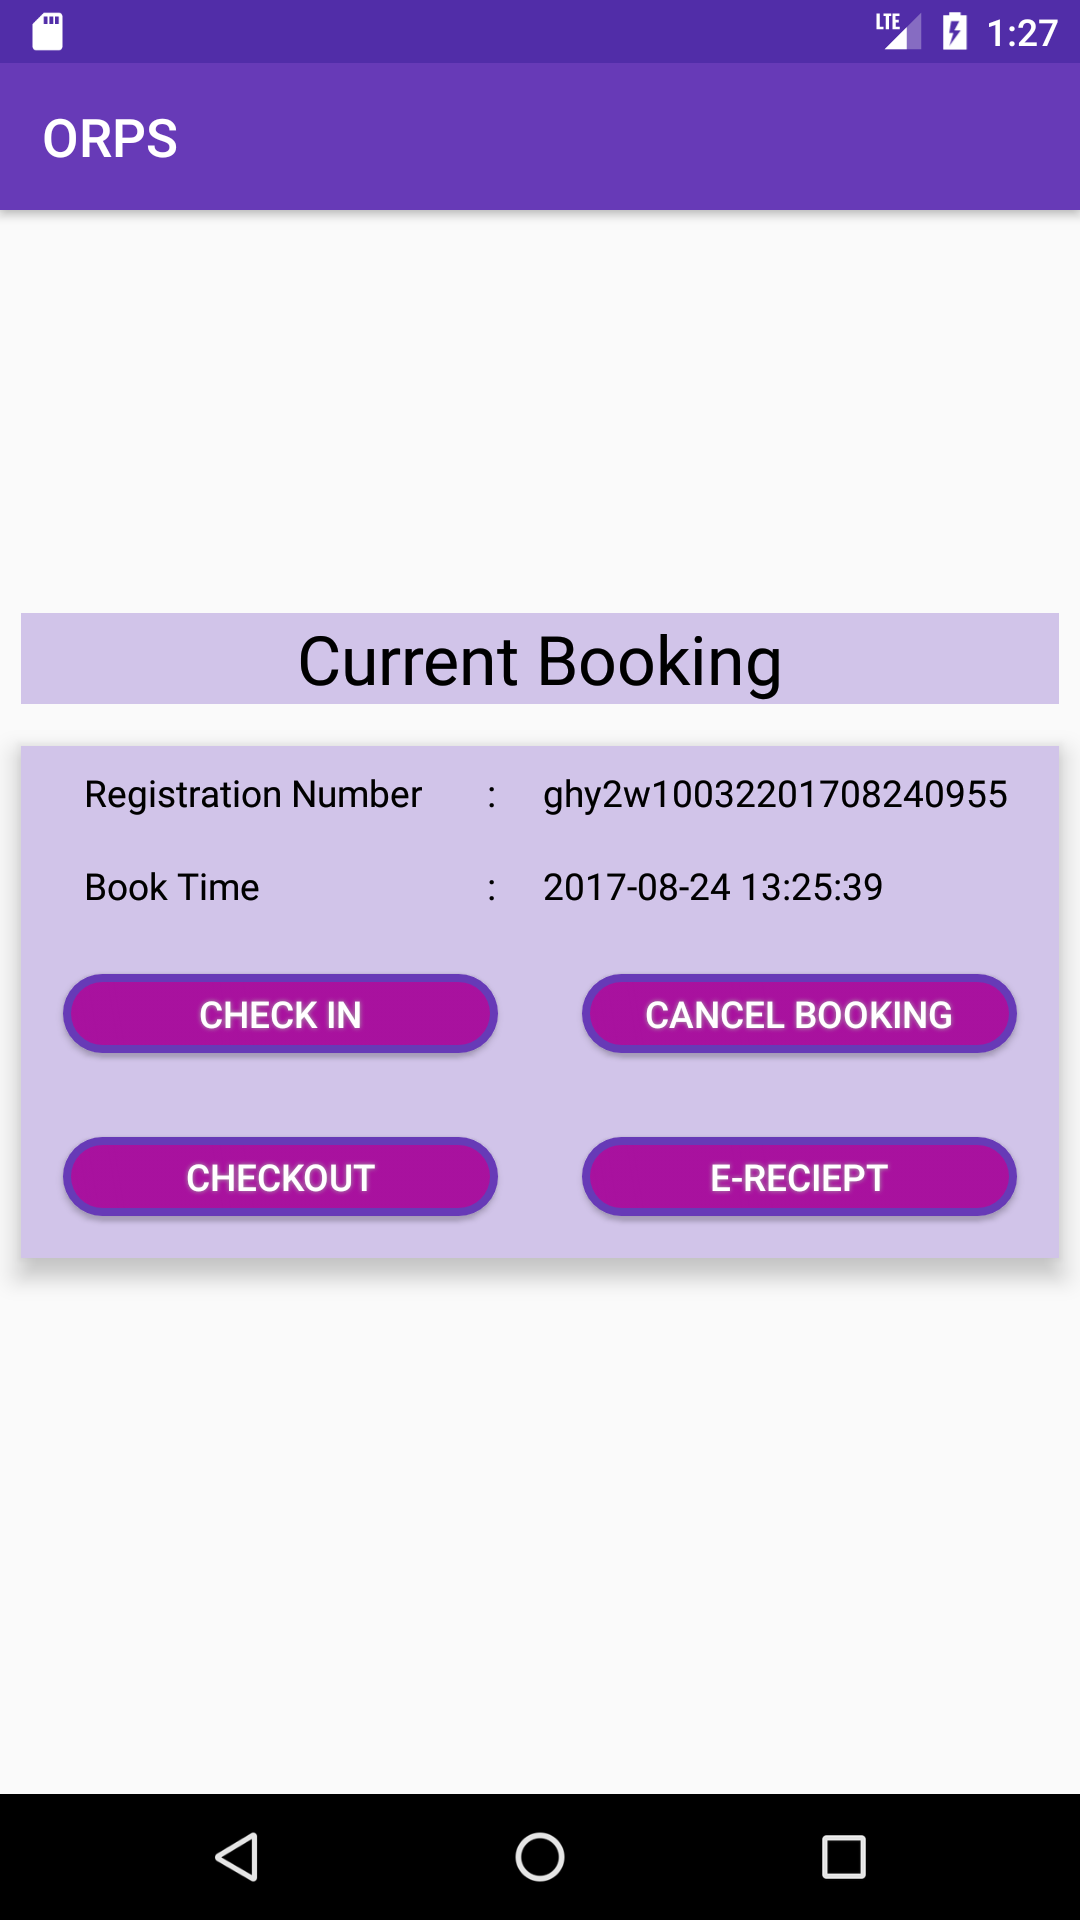 LTE 1:27
ORPS
Current Booking
Registration Number : ghy2w10032201708240955
Book Time : 2017-08-24 13:25:39
CHECK IN CANCEL BOOKING
CHECKOUT E-RECIEPT